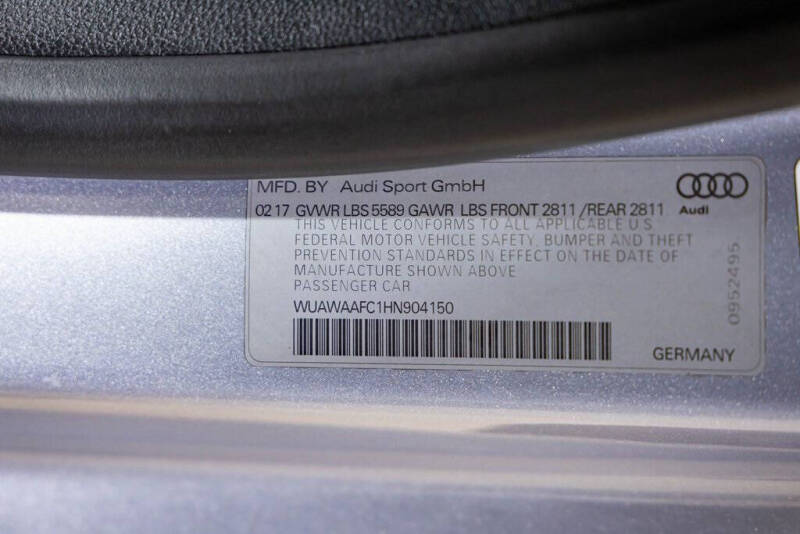 MFD. BY Audi Sport GmbH
Audi
02 17 GVWR LBS 5589 GAWR LBS FRONT 2811 /REAR 2811
THIS VEHICLE CONFORMS TO ALL APPLICABLE U.S
FEDERAL MOTOR VEHICLE SAFETY, BUMPER AND THEFT
PREVENTION STANDARDS IN EFFECT ON THE DATE OF
MANUFACTURE SHOWN ABOVE
PASSENGER CAR
WUAWAAFC1HN904150
0952495
GERMANY